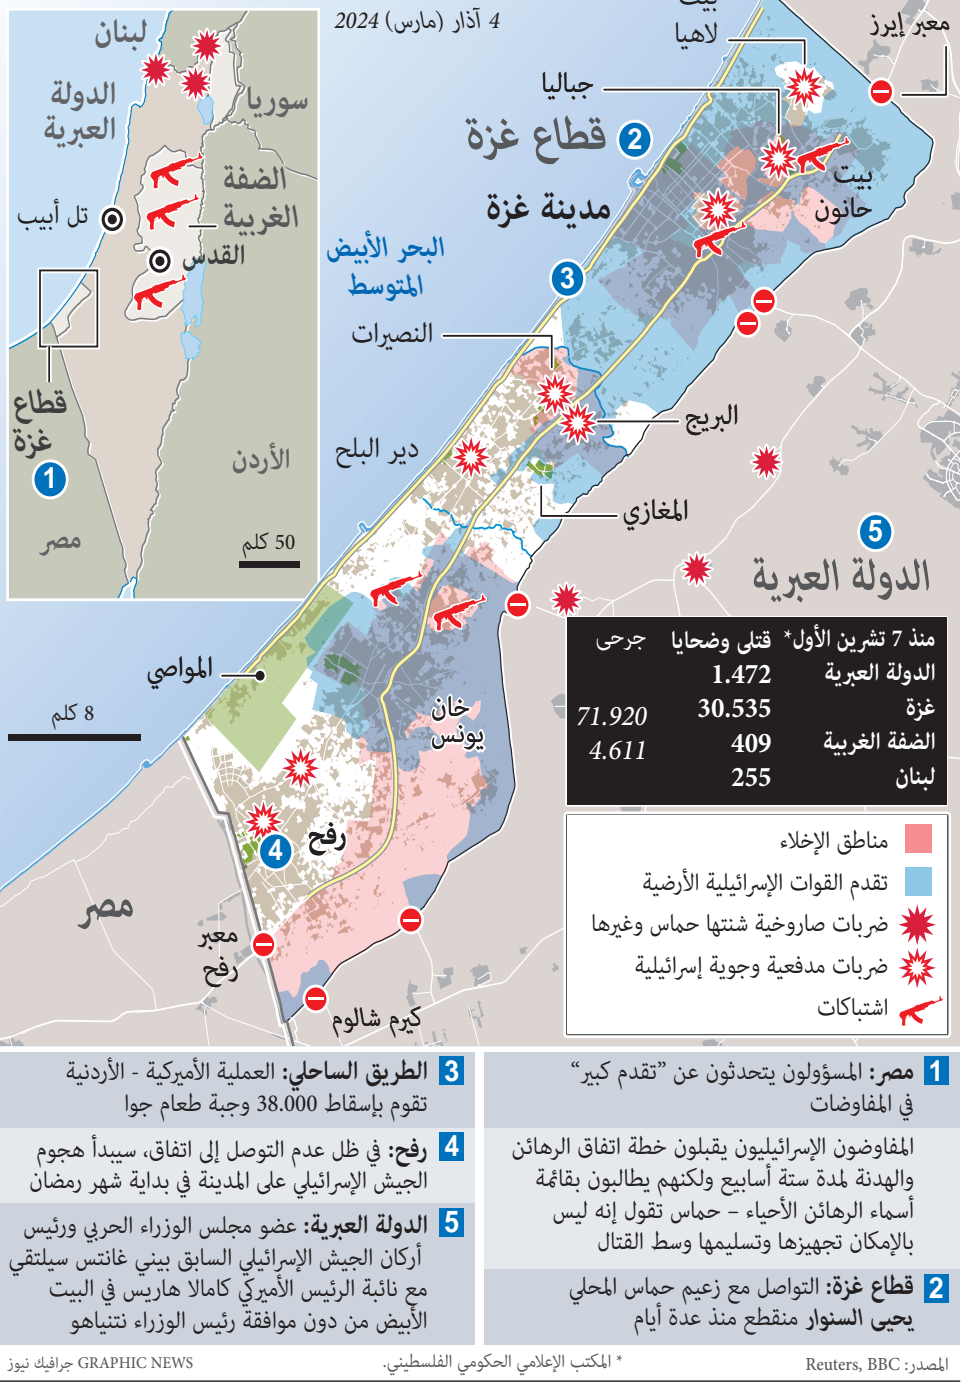 4 آذار (مارس) 2024
بيت
لاهيا
معبر إيرز
جباليا
قطاع غزة
2
مدينة غزة
بيت
حانون
البحر الأبيض
المتوسط
3
النصيرات
البريج
دير البلح
المغازي
5
الدولة العبرية
المواصي
8 كلم
خان
يونس
رفح
4
مصر
معبر
رفح
كيرم شالوم
لبنان
الدولة
العبرية
سوريا
الضفة
الغربية
تل أبيب
القدس
قطاع
غزة
1
الأردن
مصر
50 كلم
منذ 7 تشرين الأول* قتلى وضحايا جرحى
الدولة العبرية 1.472
غزة 30.535 71.920
الضفة الغربية 409 4.611
لبنان 255
مناطق الإخلاء
تقدم القوات الإسرائيلية الأرضية
ضربات صاروخية شنتها حماس وغيرها
ضربات مدفعية وجوية إسرائيلية
اشتباكات
1 مصر: المسؤولون يتحدثون عن ”تقدم كبير“
في المفاوضات
المفاوضون الإسرائيليون يقبلون خطة اتفاق الرهائن
والهدنة لمدة ستة أسابيع ولكنهم يطالبون بقائمة
أسماء الرهائن الأحياء – حماس تقول إنه ليس
بالإمكان تجهيزها وتسليمها وسط القتال
2 قطاع غزة: التواصل مع زعيم حماس المحلي
يحيى السنوار منقطع منذ عدة أيام
3 الطريق الساحلي: العملية الأميركية - الأردنية
تقوم بإسقاط 38.000 وجبة طعام جوا
4 رفح: في ظل عدم التوصل إلى اتفاق، سيبدأ هجوم
الجيش الإسرائيلي على المدينة في بداية شهر رمضان
5 الدولة العبرية: عضو مجلس الوزراء الحربي ورئيس
أركان الجيش الإسرائيلي السابق بيني غانتس سيلتقي
مع نائبة الرئيس الأميركي كامالا هاريس في البيت
الأبيض من دون موافقة رئيس الوزراء نتنياهو
المصدر: Reuters, BBC
* المكتب الإعلامي الحكومي الفلسطيني.
GRAPHIC NEWS جرافيك نيوز